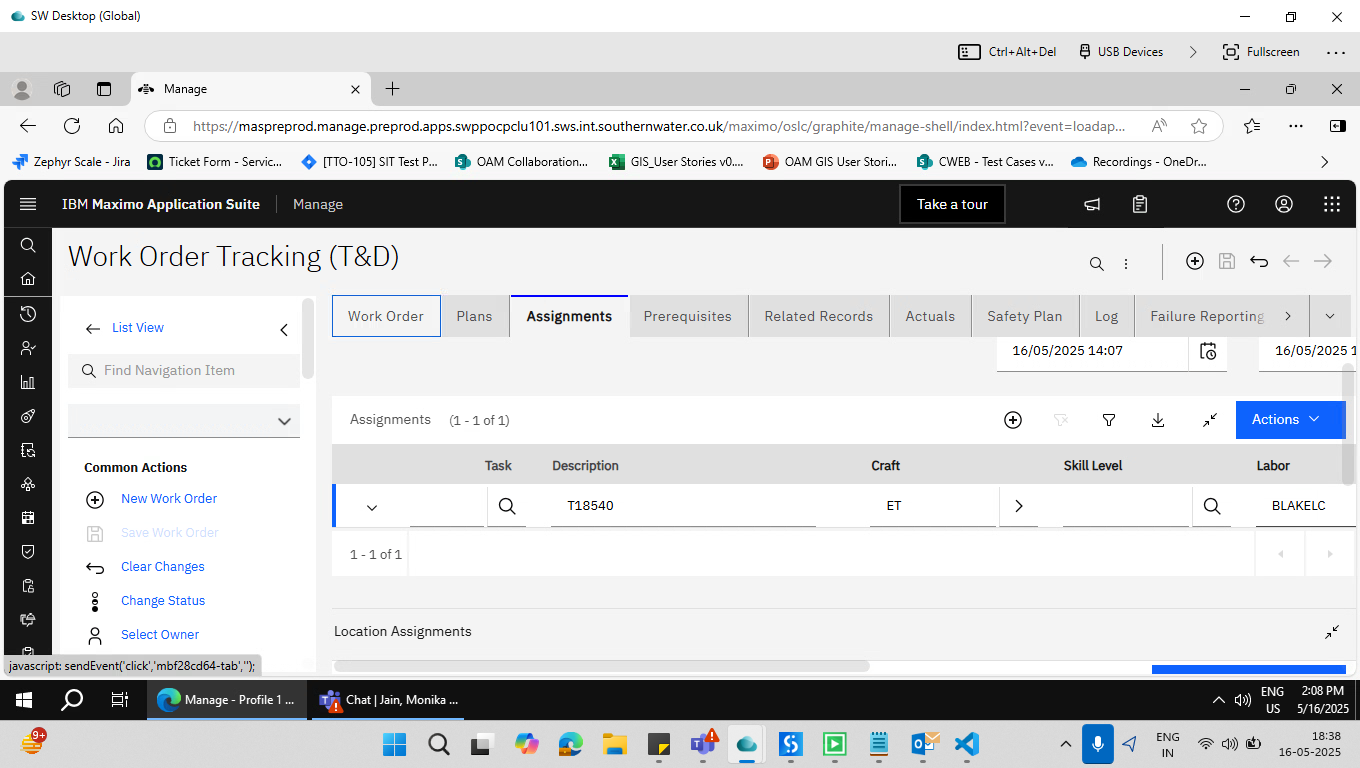 SW Desktop (Global)
Ctrl+Alt+Del USB Devices Fullscreen
Manage
https://maspreprod.manage.preprod.apps.swppocpclu101.sws.int.southernwater.co.uk/maximo/oslc/graphite/manage-shell/index.html?event=loadap...
Zephyr Scale - Jira Ticket Form - Servic... [TTO-105] SIT Test P... OAM Collaboration... GIS_User Stories v0.... OAM GIS User Stori... CWEB - Test Cases v... Recordings - OneDr...
IBM Maximo Application Suite Manage Take a tour
Work Order Tracking (T&D)
List View
Find Navigation Item
Common Actions
New Work Order
Save Work Order
Clear Changes
Change Status
Select Owner
Work Order Plans Assignments Prerequisites Related Records Actuals Safety Plan Log Failure Reporting
16/05/2025 14:07 16/05/2025 1
Assignments (1 - 1 of 1) Actions
Task Description Craft Skill Level Labor
T18540 ET BLAKELC
1 - 1 of 1
Location Assignments
javascript: sendEvent('click','mbf28cd64-tab','');
Manage - Profile 1 ... Chat | Jain, Monika ... ENG US 2:08 PM 5/16/2025
9+ ENG IN 18:38 16-05-2025